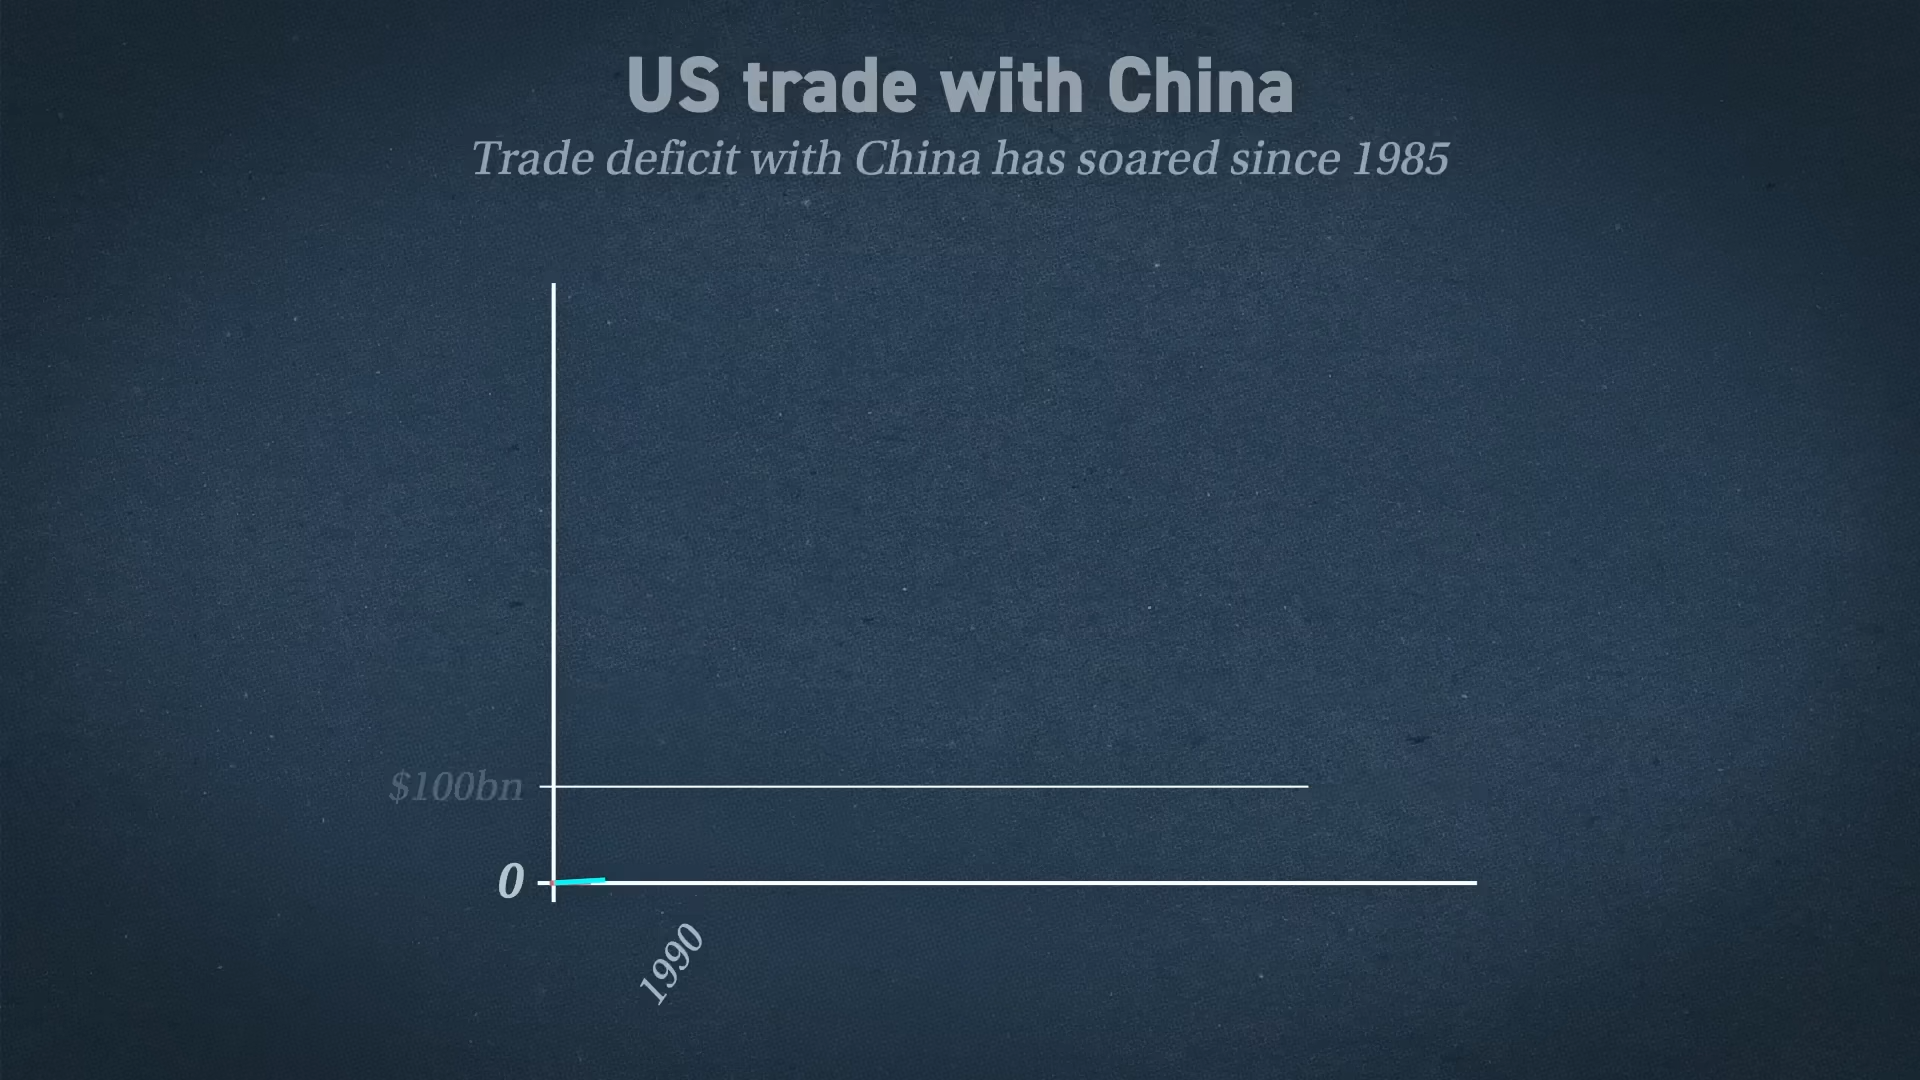 US trade with China
Trade deficit with China has soared since 1985
$100bn
0
1990